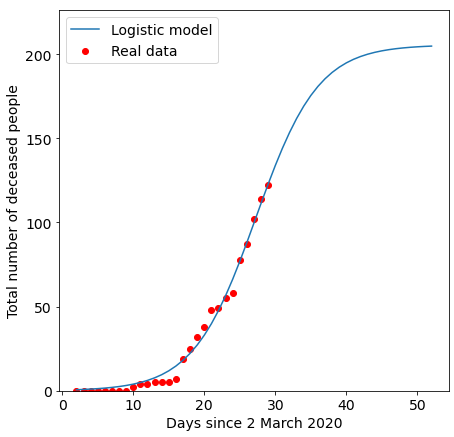 Logistic model
Real data
Total number of deceased people
200
150
100
50
0
0 10 20 30 40 50
Days since 2 March 2020